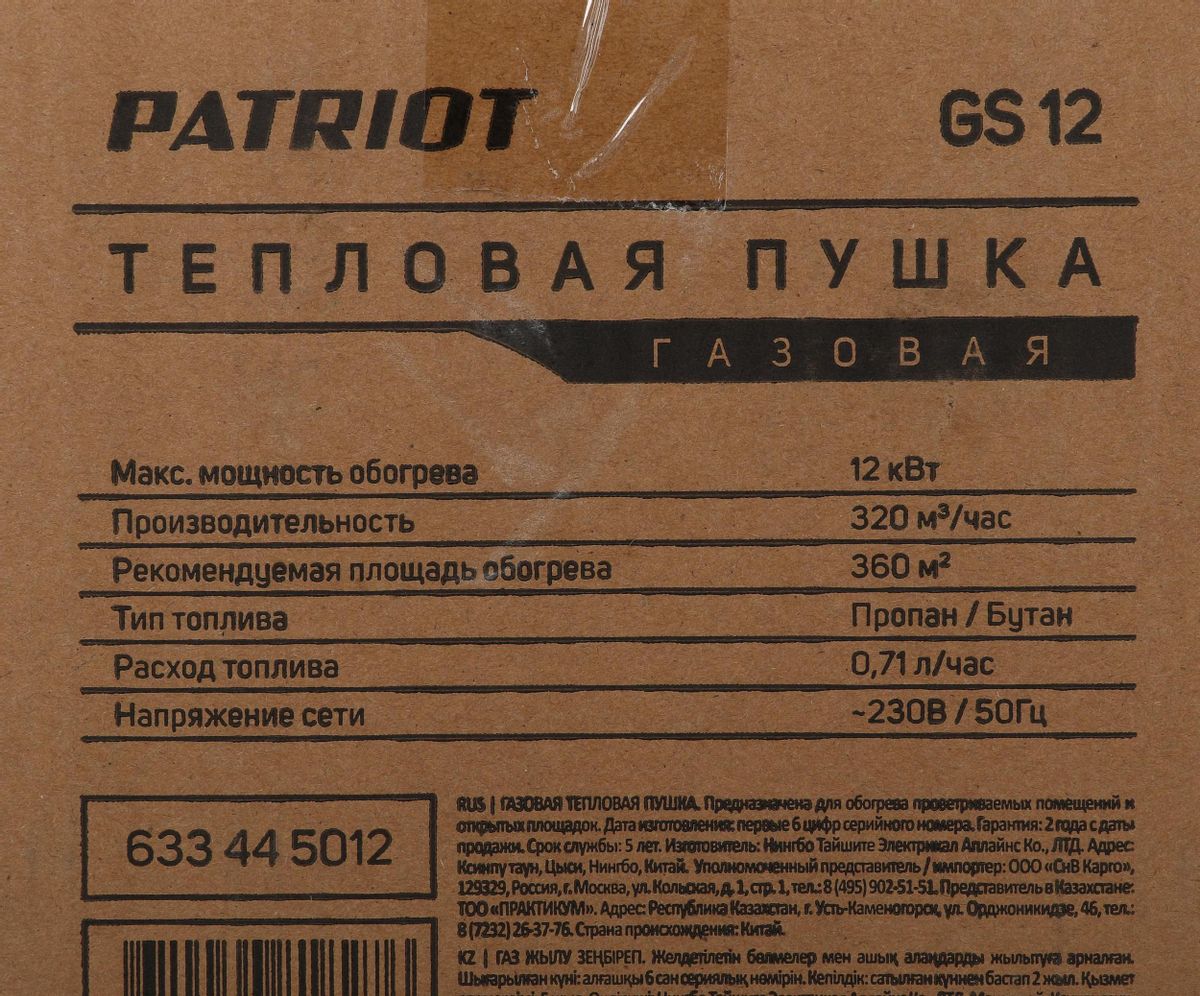 PATRIOT GS 12
ТЕПЛОВАЯ ПУШКА
ГАЗОВАЯ
Макс. мощность обогрева 12 кВт
Производительность 320 м³/час
Рекомендуемая площадь обогрева 360 м²
Тип топлива Пропан / Бутан
Расход топлива 0,71 л/час
Напряжение сети ~230В / 50Гц
633 44 5012
RUS | ГАЗОВАЯ ТЕПЛОВАЯ ПУШКА. Предназначена для обогрева проветриваемых помещений и
открытых площадок. Дата изготовления: первые 6 цифр серийного номера. Гарантия: 2 года с даты
продажи. Срок службы: 5 лет. Изготовитель: Нингбо Тайшите Электрикал Аплайнс Ко., ЛТД. Адрес:
Ксинпу таун, Цыси, Нингбо, Китай. Уполномоченный представитель / импортер: ООО «СнВ Карго»,
129329, Россия, г. Москва, ул. Кольская, д. 1, стр. 1, тел.: 8 (495) 902-51-51. Представитель в Казахстане:
ТОО «ПРАКТИКУМ». Адрес: Республика Казахстан, г. Усть-Каменогорск, ул. Орджоникидзе, 46, тел.:
8 (7232) 26-37-76. Страна происхождения: Китай.
KZ | ГАЗ ЖЫЛУ ЗЕҢБІРЕП. Желдетілетін бөлмелер мен ашық алаңдарды жылытуға арналған.
Шығарылған күні: алғашқы 6 сан сериялық нөмірін. Кепілдік: сатылған күннен бастап 2 жыл. Қызмет